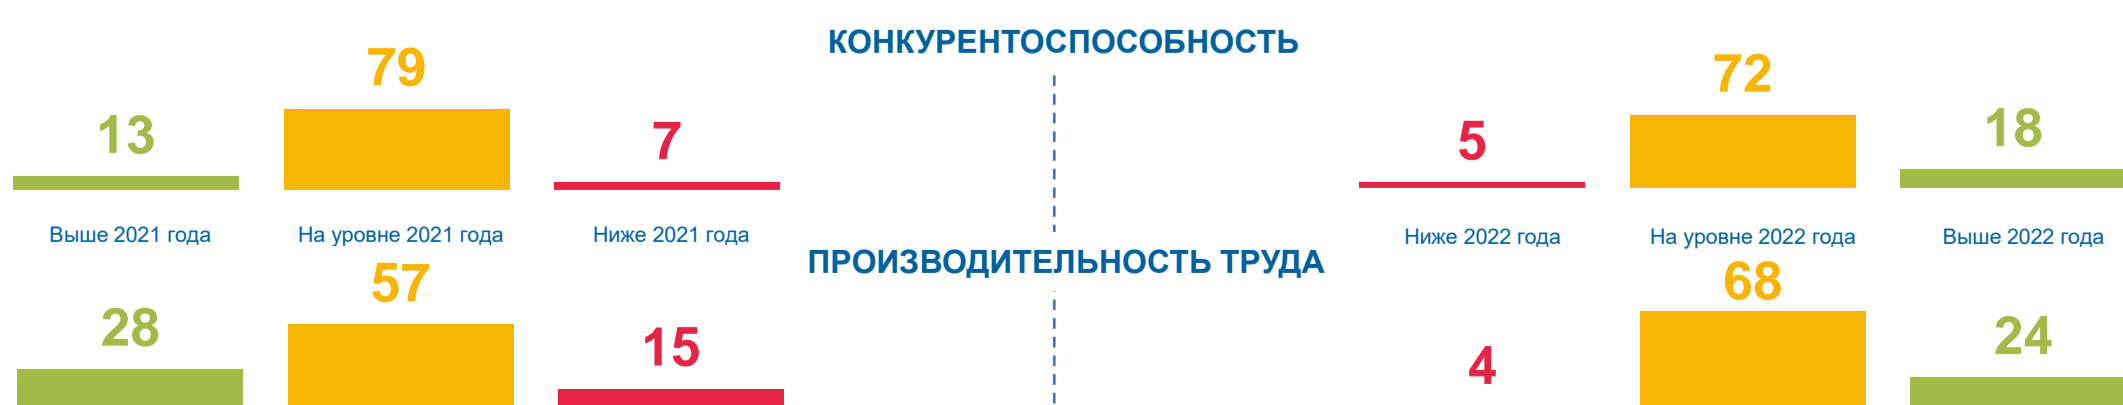 КОНКУРЕНТОСПОСОБНОСТЬ
13 79 7 5 72 18
Выше 2021 года На уровне 2021 года Ниже 2021 года Ниже 2022 года На уровне 2022 года Выше 2022 года
ПРОИЗВОДИТЕЛЬНОСТЬ ТРУДА
28 57 15 4 68 24